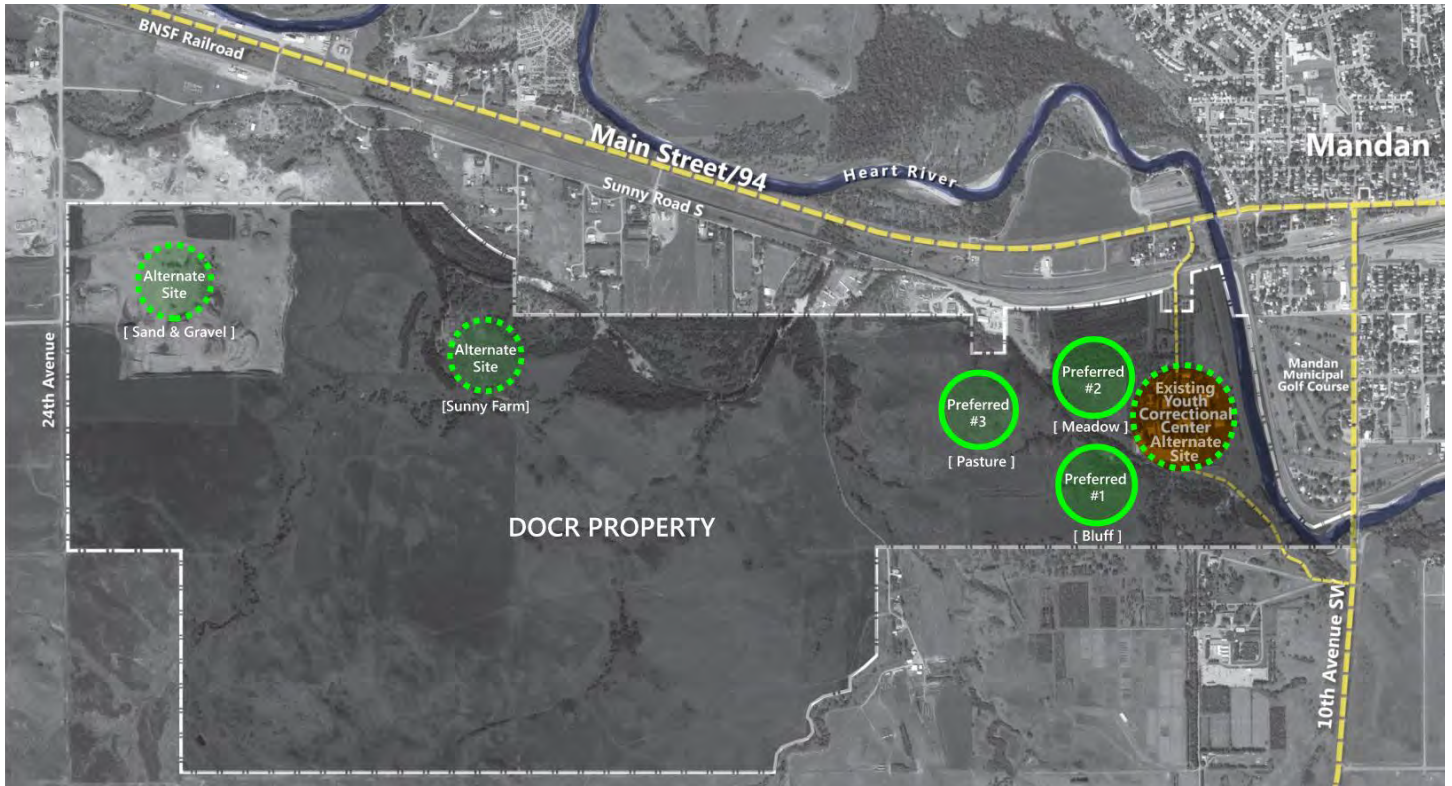 BNSF Railroad
Main Street/94
Sunny Road S
Heart River
Mandan
Alternate
Site
[ Sand & Gravel ]
24th Avenue
Alternate
Site
[Sunny Farm]
Preferred
#3
[ Pasture ]
Preferred
#2
[ Meadow ]
Existing
Youth
Correctional
Center
Alternate
Site
Mandan
Municipal
Golf Course
Preferred
#1
[ Bluff ]
DOCR PROPERTY
10th Avenue SW